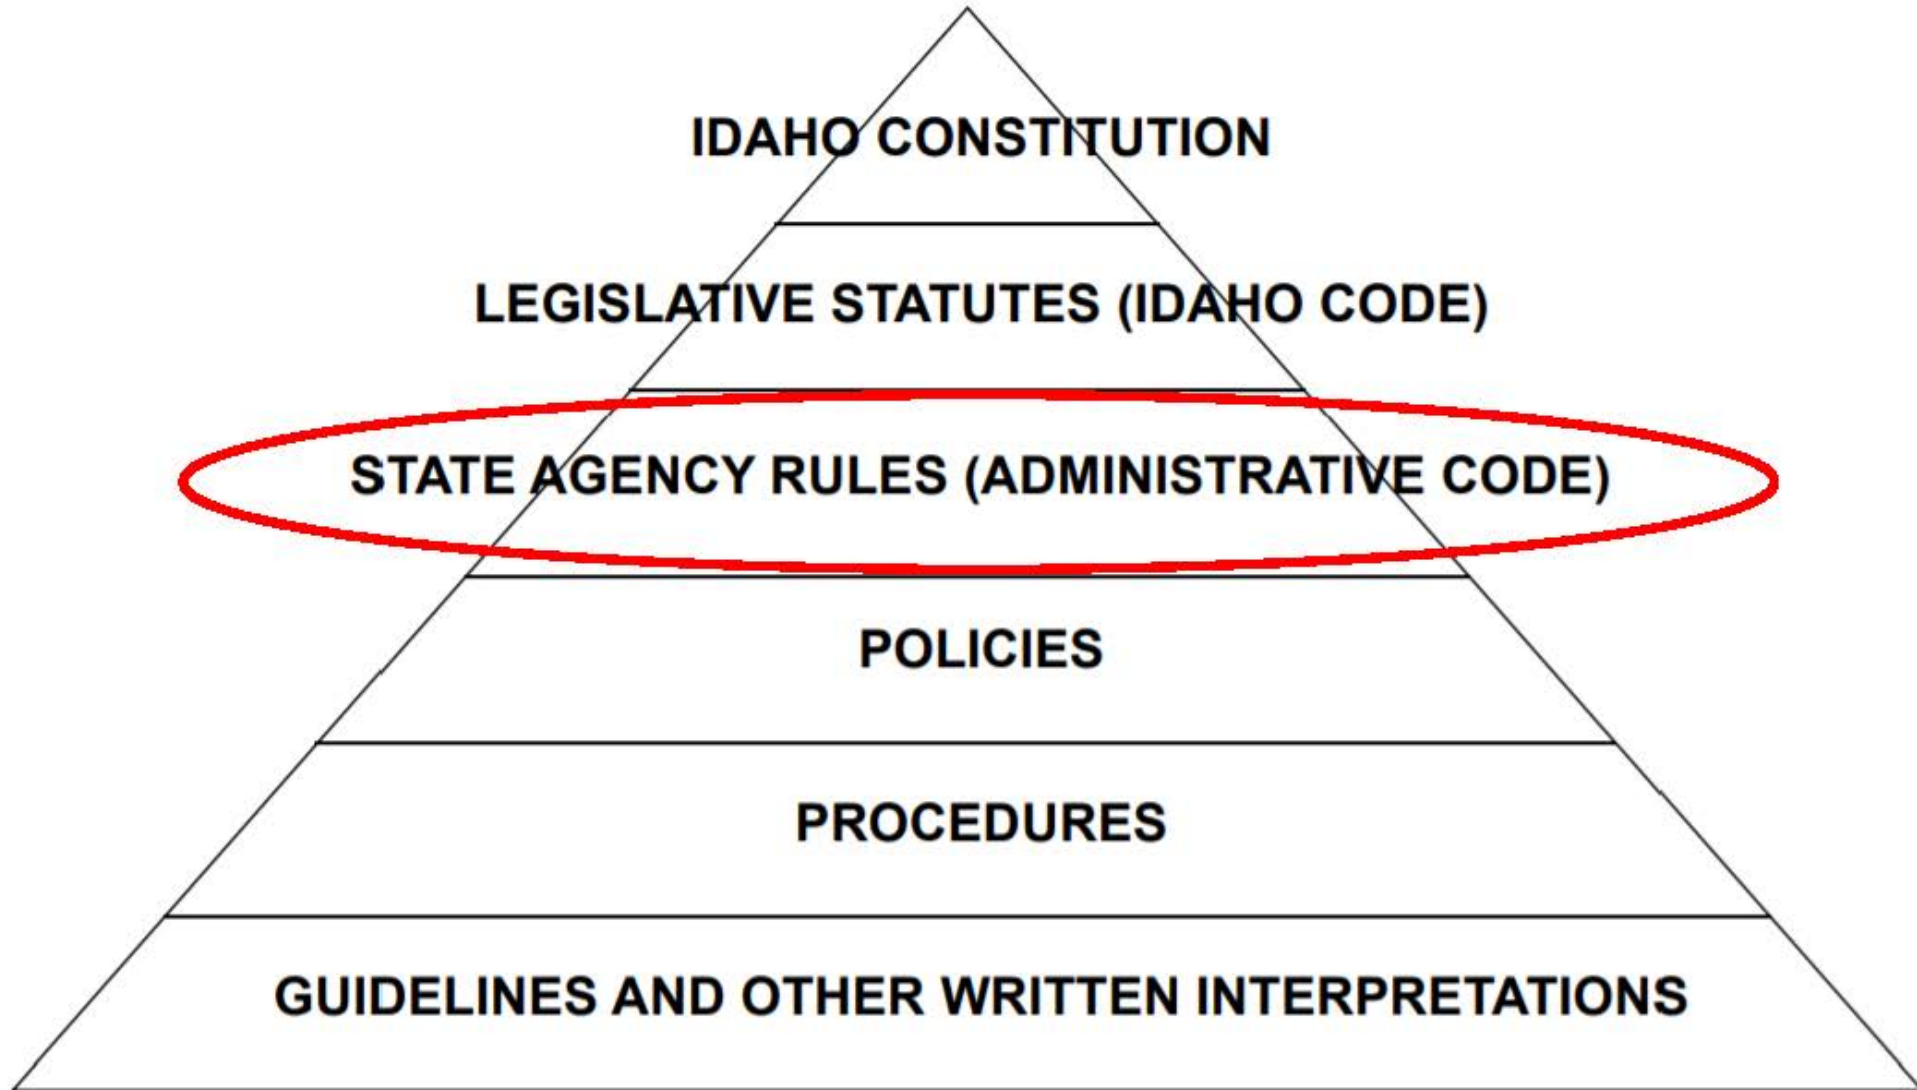 IDAHO CONSTITUTION
LEGISLATIVE STATUTES (IDAHO CODE)
STATE AGENCY RULES (ADMINISTRATIVE CODE)
POLICIES
PROCEDURES
GUIDELINES AND OTHER WRITTEN INTERPRETATIONS